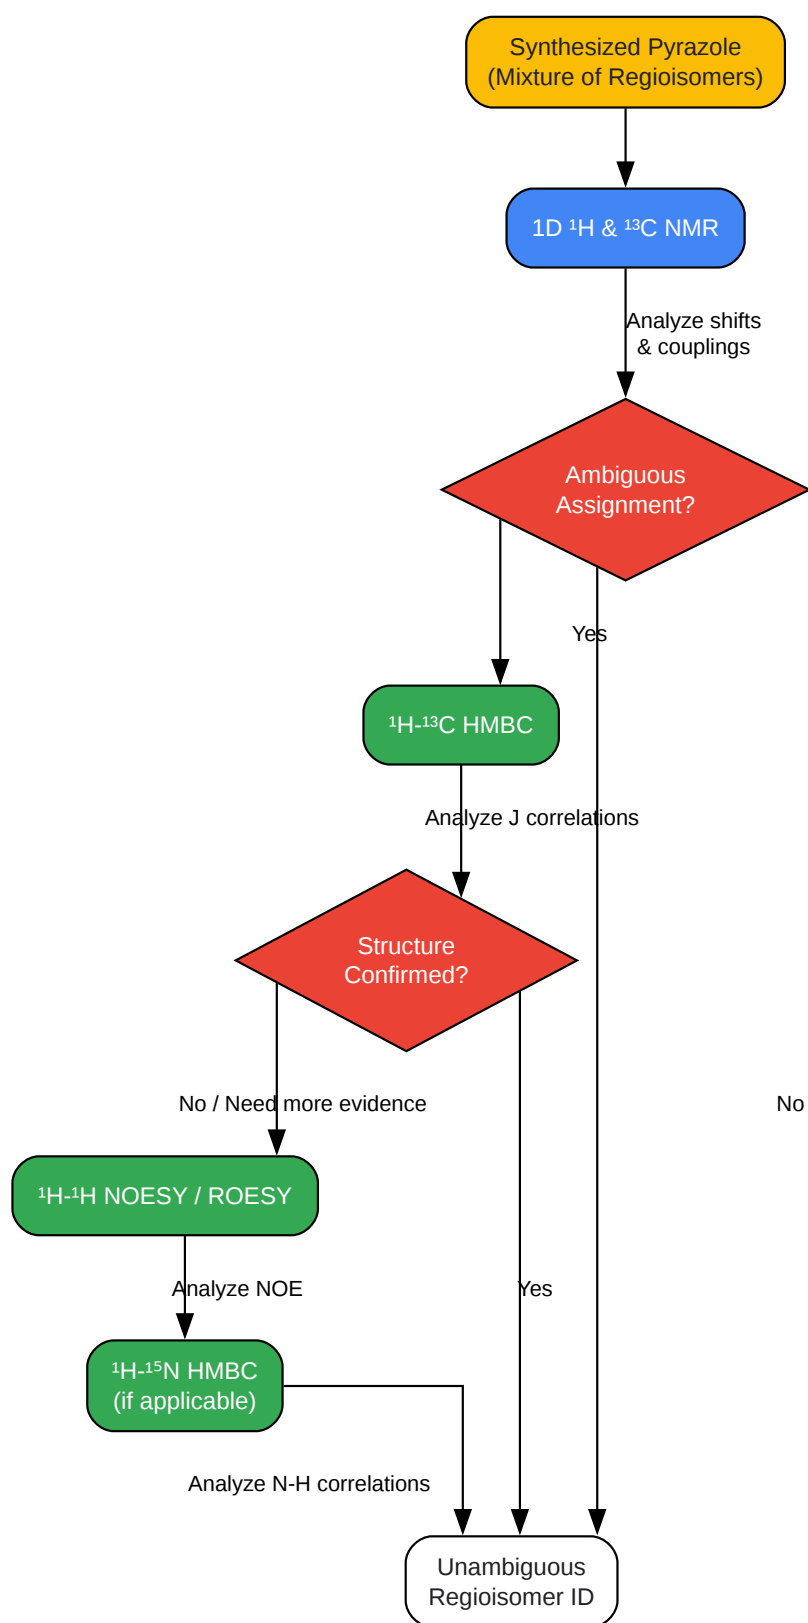 Synthesized Pyrazole
(Mixture of Regioisomers)
1D ¹H & ¹³C NMR
Analyze shifts
& couplings
Ambiguous
Assignment?
Yes
¹H-¹³C HMBC
Analyze J correlations
Structure
Confirmed?
No / Need more evidence
No
¹H-¹H NOESY / ROESY
Analyze NOE
Yes
¹H-¹⁵N HMBC
(if applicable)
Analyze N-H correlations
Unambiguous
Regioisomer ID